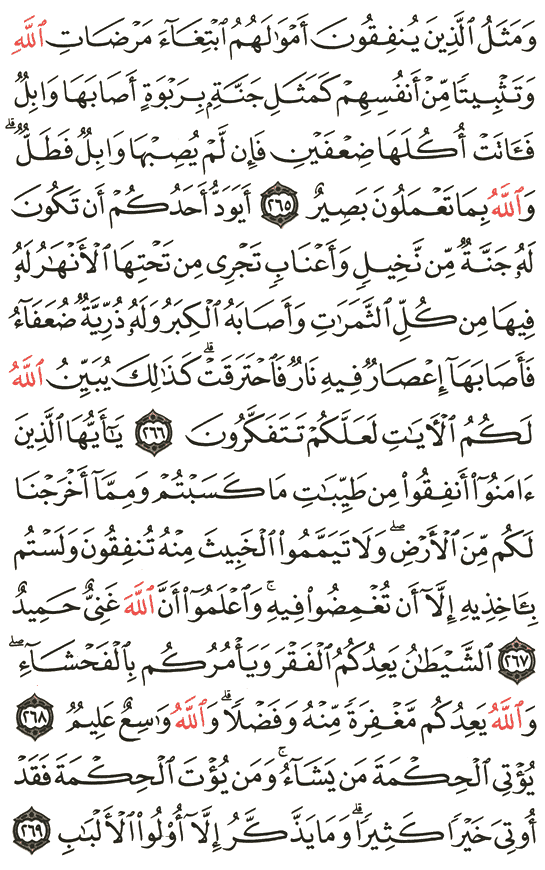 وَمَثَلُ ٱلَّذِينَ يُنفِقُونَ أَمْوَٰلَهُمُ ٱبْتِغَآءَ مَرْضَاتِ ٱللَّهِ
وَتَثْبِيتًا مِّنْ أَنفُسِهِمْ كَمَثَلِ جَنَّةٍۭ بِرَبْوَةٍ أَصَابَهَا وَابِلٌ
فَـَٔاتَتْ أُكُلَهَا ضِعْفَيْنِ فَإِن لَّمْ يُصِبْهَا وَابِلٌ فَطَلٌّ ۗ
وَٱللَّهُ بِمَا تَعْمَلُونَ بَصِيرٌ ٢٦٥ أَيَوَدُّ أَحَدُكُمْ أَن تَكُونَ
لَهُۥ جَنَّةٌ مِّن نَّخِيلٍ وَأَعْنَابٍ تَجْرِى مِن تَحْتِهَا ٱلْأَنْهَٰرُ لَهُۥ
فِيهَا مِن كُلِّ ٱلثَّمَرَٰتِ وَأَصَابَهُ ٱلْكِبَرُ وَلَهُۥ ذُرِّيَّةٌ ضُعَفَآءُ
فَأَصَابَهَآ إِعْصَارٌ فِيهِ نَارٌ فَٱحْتَرَقَتْ ۗ كَذَٰلِكَ يُبَيِّنُ ٱللَّهُ
لَكُمُ ٱلْـَٔايَٰتِ لَعَلَّكُمْ تَتَفَكَّرُونَ ٢٦٦ يَٰٓأَيُّهَا ٱلَّذِينَ
ءَامَنُوٓا۟ أَنفِقُوا۟ مِن طَيِّبَٰتِ مَا كَسَبْتُمْ وَمِمَّآ أَخْرَجْنَا
لَكُم مِّنَ ٱلْأَرْضِ ۖ وَلَا تَيَمَّمُوا۟ ٱلْخَبِيثَ مِنْهُ تُنفِقُونَ وَلَسْتُم
بِـَٔاخِذِيهِ إِلَّآ أَن تُغْمِضُوا۟ فِيهِ ۚ وَٱعْلَمُوٓا۟ أَنَّ ٱللَّهَ غَنِىٌّ حَمِيدٌ
٢٦٧ ٱلشَّيْطَٰنُ يَعِدُكُمُ ٱلْفَقْرَ وَيَأْمُرُكُم بِٱلْفَحْشَآءِ ۖ
وَٱللَّهُ يَعِدُكُم مَّغْفِرَةً مِّنْهُ وَفَضْلًا ۗ وَٱللَّهُ وَٰسِعٌ عَلِيمٌ ٢٦٨
يُؤْتِى ٱلْحِكْمَةَ مَن يَشَآءُ ۚ وَمَن يُؤْتَ ٱلْحِكْمَةَ فَقَدْ
أُوتِىَ خَيْرًا كَثِيرًا ۗ وَمَا يَذَّكَّرُ إِلَّآ أُو۟لُوا۟ ٱلْأَلْبَٰبِ ٢٦٩